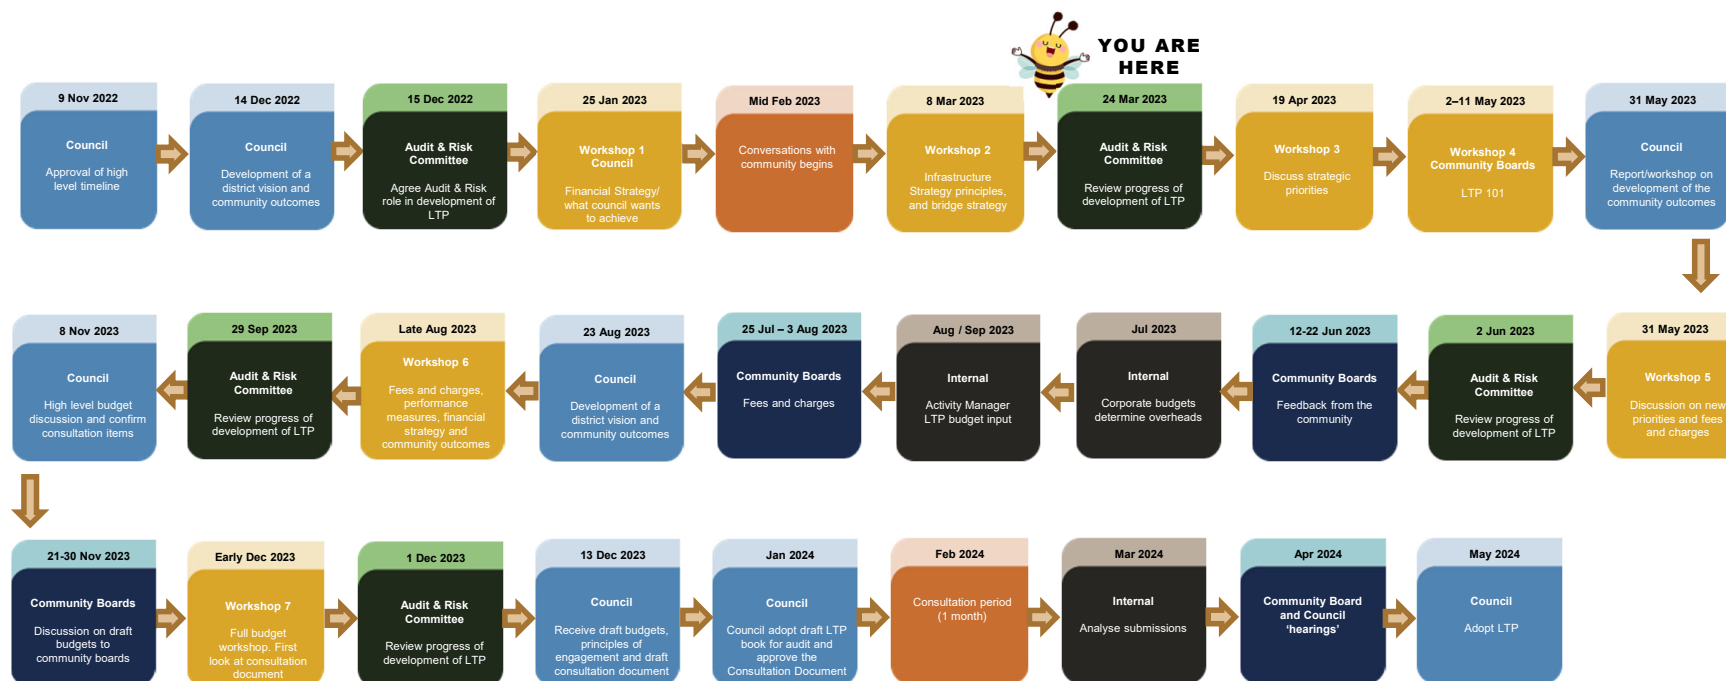 YOU ARE
HERE
9 Nov 2022
Council
Approval of high
level timeline
14 Dec 2022
Council
Development of a
district vision and
community outcomes
15 Dec 2022
Audit & Risk
Committee
Agree Audit & Risk
role in development of
LTP
25 Jan 2023
Workshop 1
Council
Financial Strategy/
what council wants
to achieve
Mid Feb 2023
Conversations with
community begins
8 Mar 2023
Workshop 2
Infrastructure
Strategy principles,
and bridge strategy
24 Mar 2023
Audit & Risk
Committee
Review progress of
development of LTP
19 Apr 2023
Workshop 3
Discuss strategic
priorities
2–11 May 2023
Workshop 4
Community Boards
LTP 101
31 May 2023
Council
Report/workshop on
development of the
community outcomes
31 May 2023
Workshop 5
Discussion on new
priorities and fees
and charges
2 Jun 2023
Audit & Risk
Committee
Review progress of
development of LTP
12-22 Jun 2023
Community Boards
Feedback from the
community
Jul 2023
Internal
Corporate budgets
determine overheads
Aug / Sep 2023
Internal
Activity Manager
LTP budget input
25 Jul – 3 Aug 2023
Community Boards
Fees and charges
23 Aug 2023
Council
Development of a
district vision and
community outcomes
Late Aug 2023
Workshop 6
Fees and charges,
performance
measures, financial
strategy and
community outcomes
29 Sep 2023
Audit & Risk
Committee
Review progress of
development of LTP
8 Nov 2023
Council
High level budget
discussion and confirm
consultation items
21-30 Nov 2023
Community Boards
Discussion on draft
budgets to
community boards
Early Dec 2023
Workshop 7
Full budget
workshop. First
look at consultation
document
1 Dec 2023
Audit & Risk
Committee
Review progress of
development of LTP
13 Dec 2023
Council
Receive draft budgets,
principles of
engagement and draft
consultation document
Jan 2024
Council
Council adopt draft LTP
book for audit and
approve the
Consultation Document
Feb 2024
Consultation period
(1 month)
Mar 2024
Internal
Analyse submissions
Apr 2024
Community Board
and Council
‘hearings’
May 2024
Council
Adopt LTP